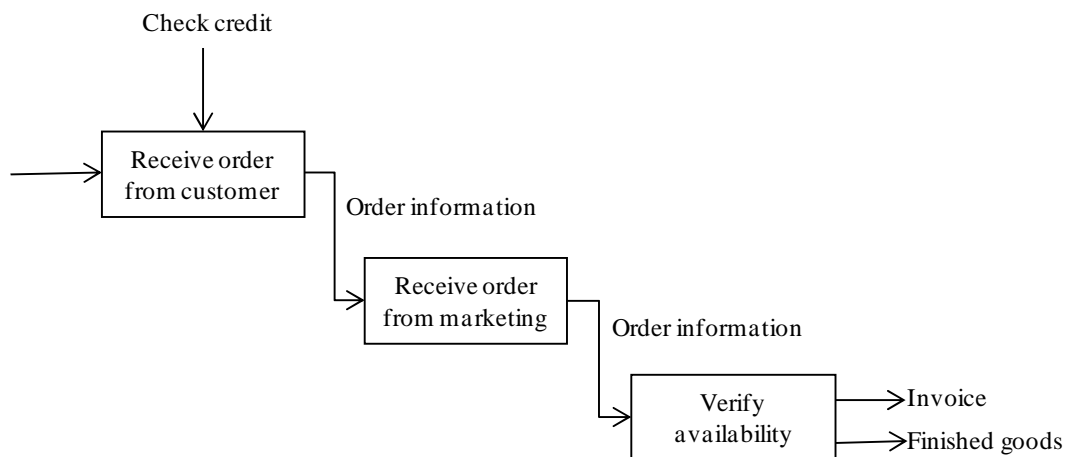 Check credit
Receive order
from customer
Order information
Receive order
from marketing
Order information
Verify
availability
Invoice
Finished goods